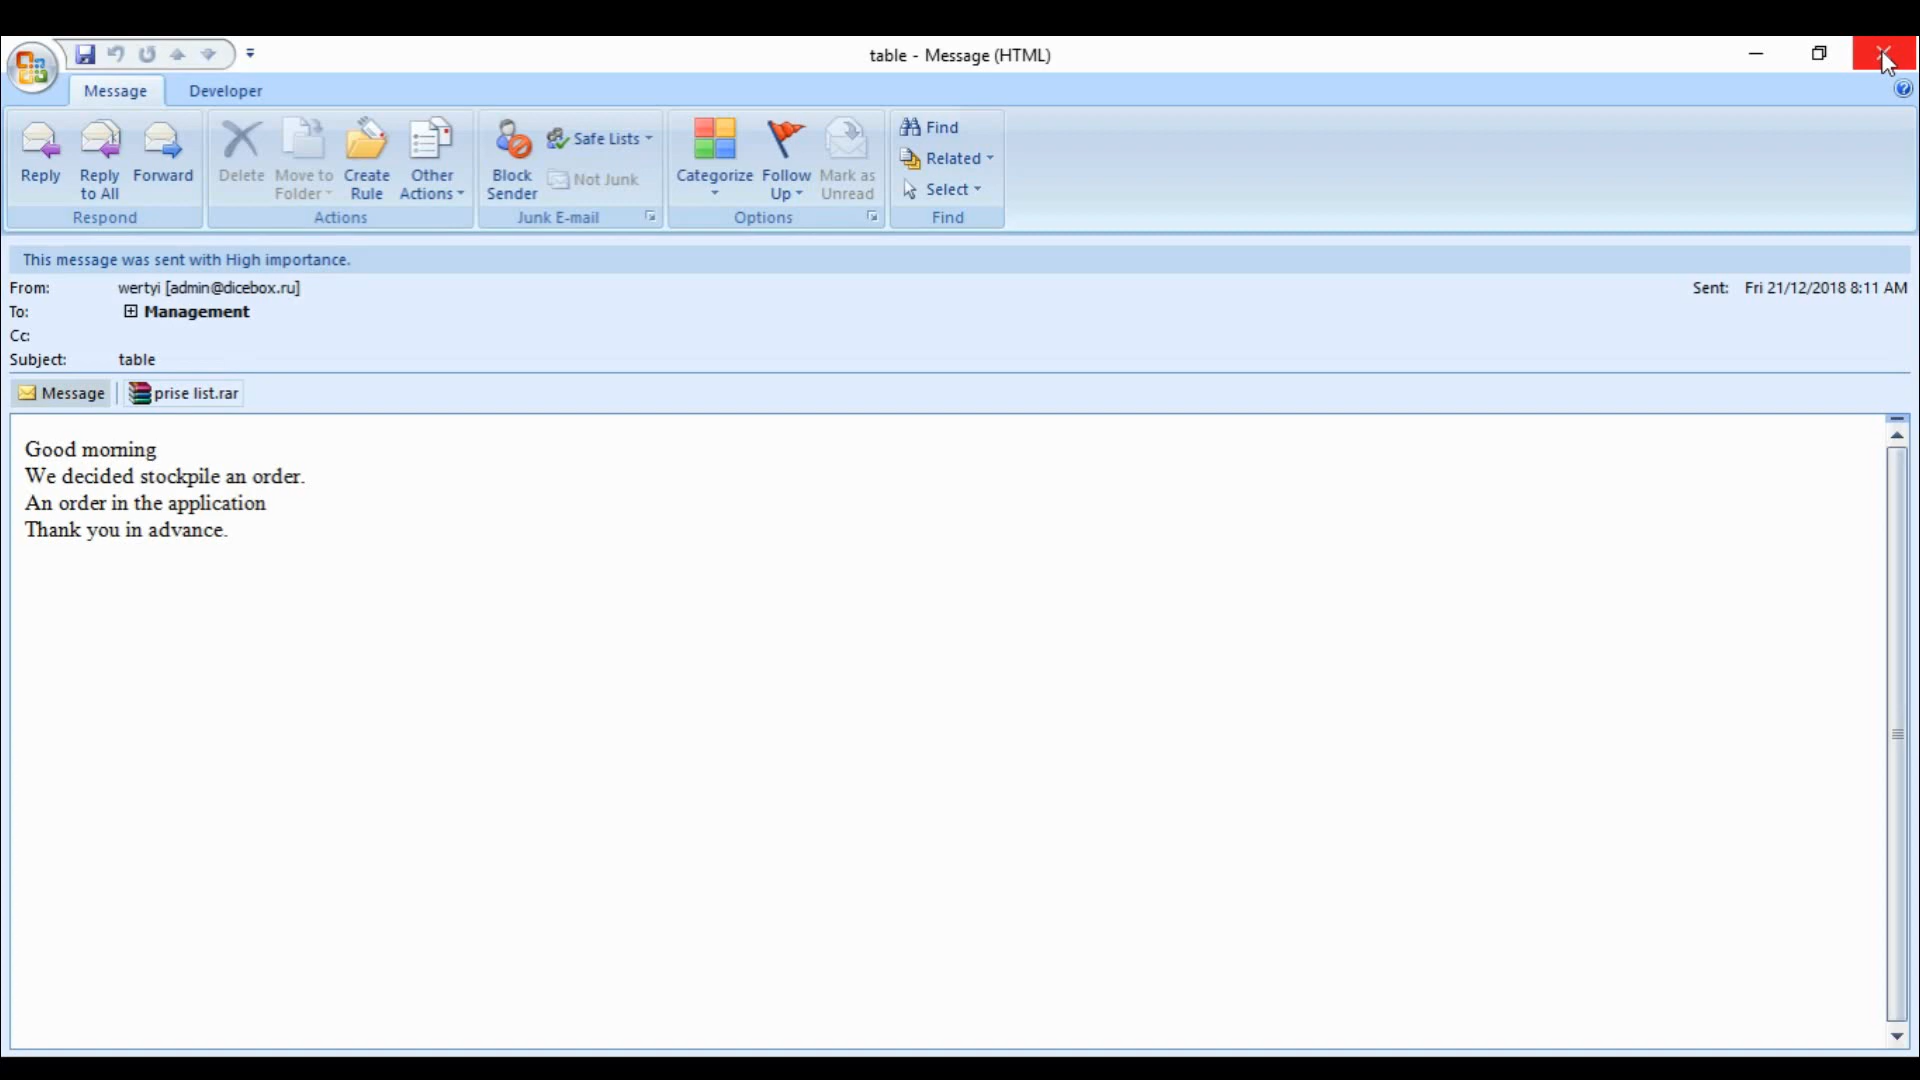 table - Message (HTML)
Message Developer
Reply
Reply to All
Forward
Respond
Delete
Move to Folder
Create Rule
Other Actions
Actions
Block Sender
Safe Lists
Not Junk
Junk E-mail
Categorize
Follow Up
Mark as Unread
Options
Find
Related
Select
Find
This message was sent with High importance.
From: wertyi [admin@dicebox.ru] Sent: Fri 21/12/2018 8:11 AM
To: Management
Cc:
Subject: table
Message prise list.rar
Good morning
We decided stockpile an order.
An order in the application
Thank you in advance.